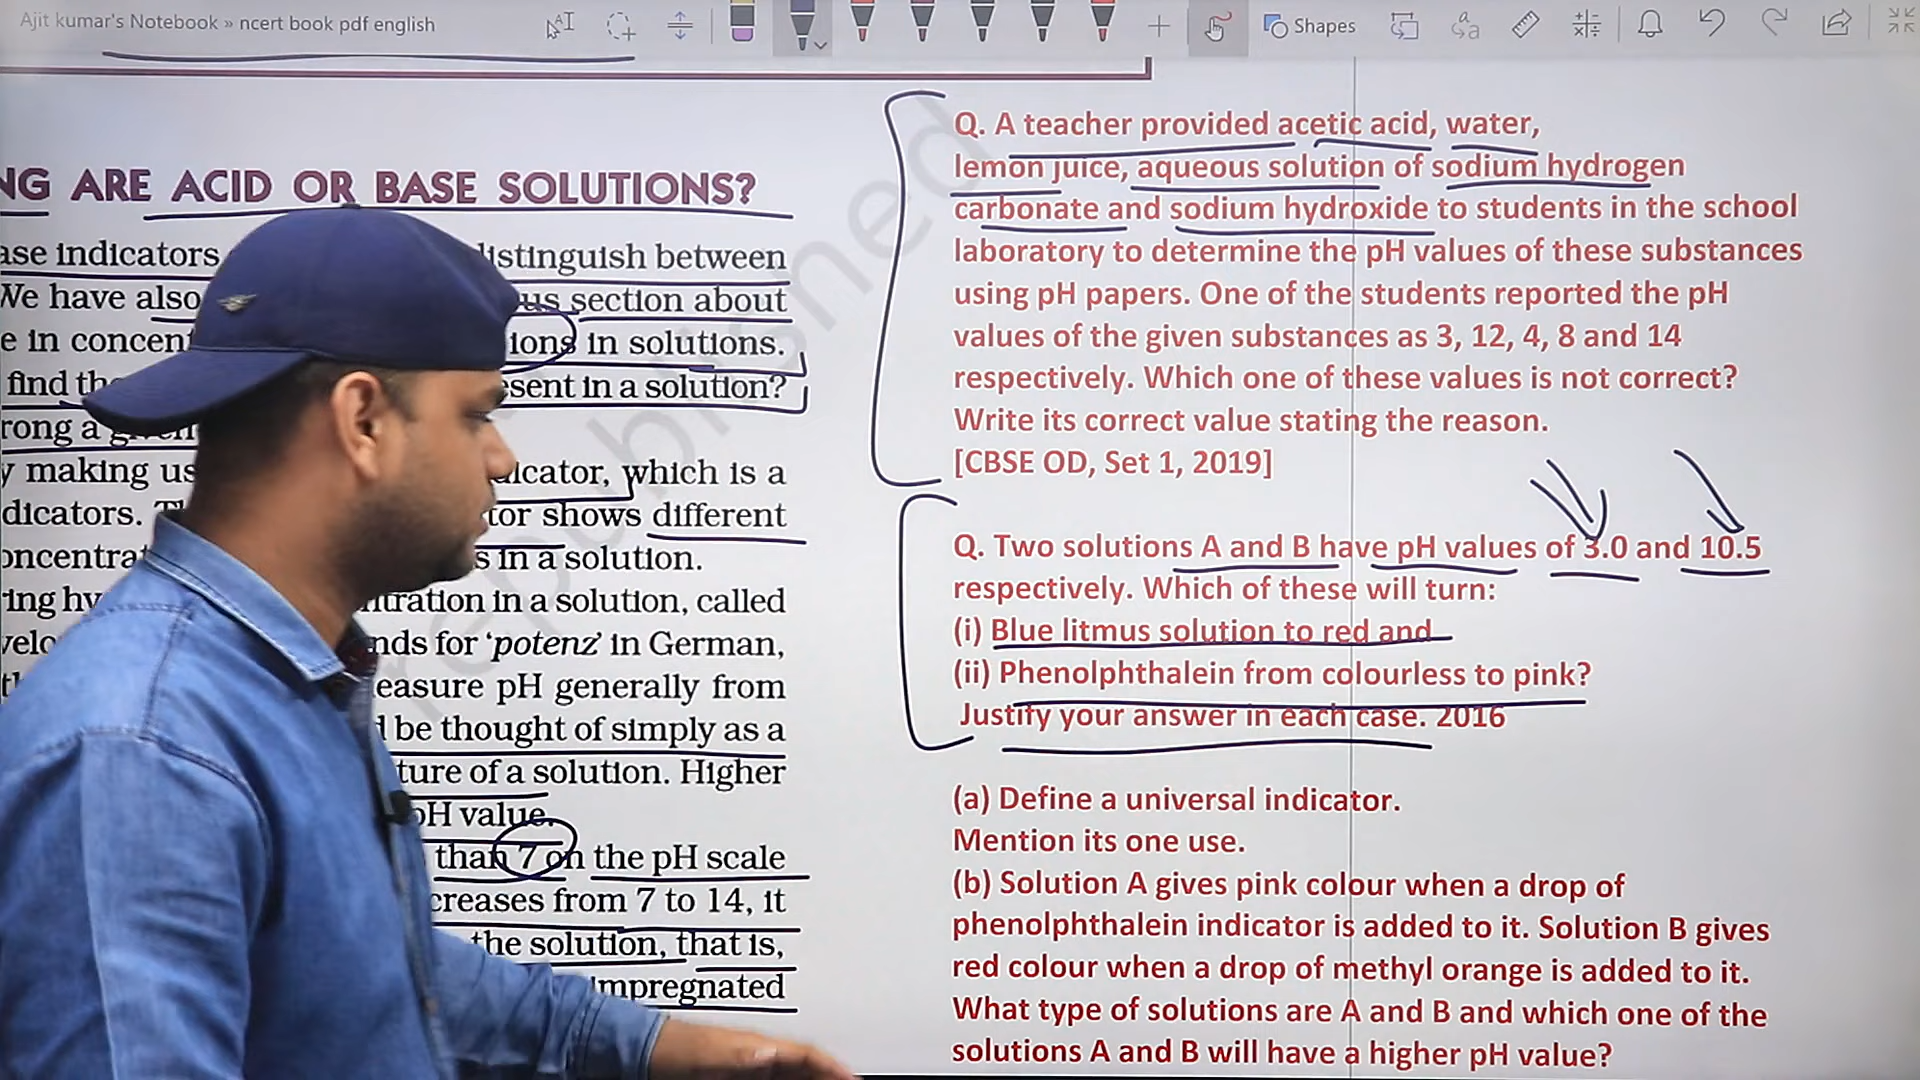 Ajit kumar's Notebook » ncert book pdf english
Shapes
NG ARE ACID OR BASE SOLUTIONS?
ase indicators distinguish between
We have also us section about
e in concen ions in solutions.
find th esent in a solution?
rong a given
y making us icator, which is a
dicators. T tor shows different
oncentra s in a solution.
ing hy ntration in a solution, called
velo nds for ‘potenz’ in German,
easure pH generally from
d be thought of simply as a
ture of a solution. Higher
pH value.
than 7 on the pH scale
creases from 7 to 14, it
the solution, that is,
impregnated
republished
Q. A teacher provided acetic acid, water,
lemon juice, aqueous solution of sodium hydrogen
carbonate and sodium hydroxide to students in the school
laboratory to determine the pH values of these substances
using pH papers. One of the students reported the pH
values of the given substances as 3, 12, 4, 8 and 14
respectively. Which one of these values is not correct?
Write its correct value stating the reason.
[CBSE OD, Set 1, 2019]
Q. Two solutions A and B have pH values of 3.0 and 10.5
respectively. Which of these will turn:
(i) Blue litmus solution to red and
(ii) Phenolphthalein from colourless to pink?
Justify your answer in each case. 2016
(a) Define a universal indicator.
Mention its one use.
(b) Solution A gives pink colour when a drop of
phenolphthalein indicator is added to it. Solution B gives
red colour when a drop of methyl orange is added to it.
What type of solutions are A and B and which one of the
solutions A and B will have a higher pH value?